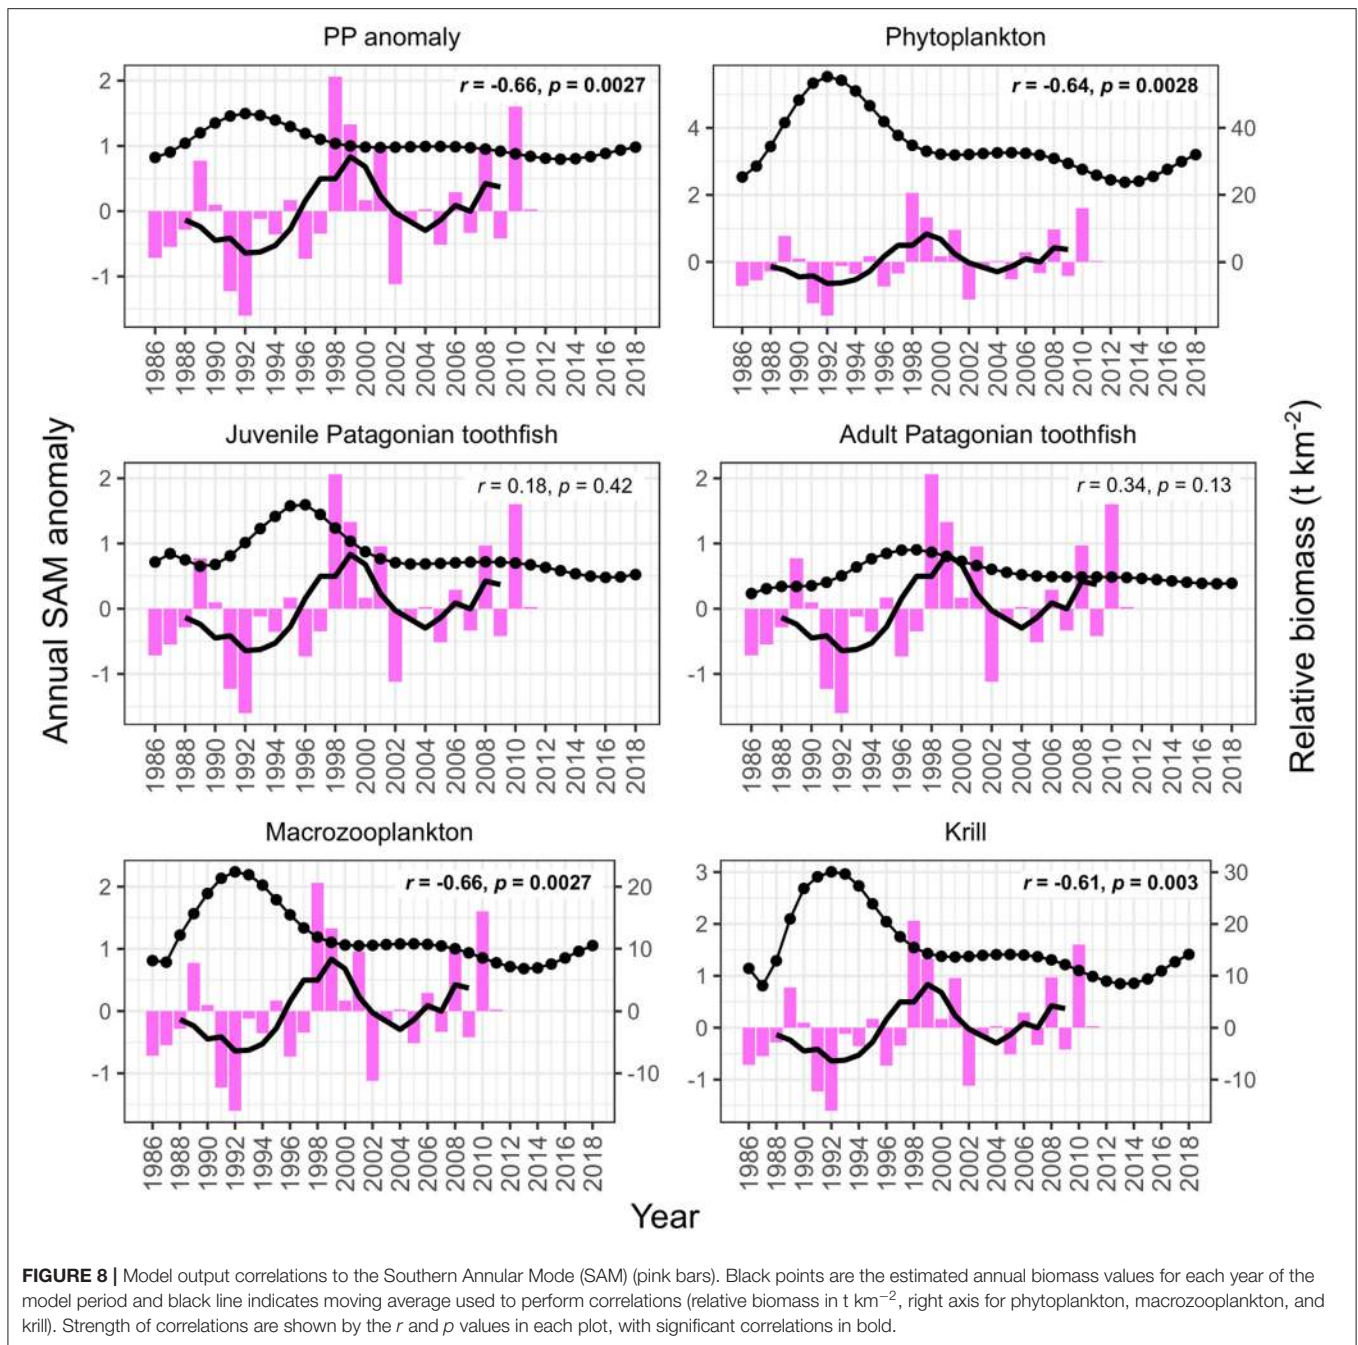 PP anomaly
Phytoplankton
r = -0.66, p = 0.0027
r = -0.64, p = 0.0028
2
1
0
-1
4
2
0
40
20
0
1986 1988 1990 1992 1994 1996 1998 2000 2002 2004 2006 2008 2010 2012 2014 2016 2018
1986 1988 1990 1992 1994 1996 1998 2000 2002 2004 2006 2008 2010 2012 2014 2016 2018
Annual SAM anomaly
Relative biomass (t km-2)
Juvenile Patagonian toothfish
Adult Patagonian toothfish
r = 0.18, p = 0.42
r = 0.34, p = 0.13
2
1
0
-1
2
1
0
-1
1986 1988 1990 1992 1994 1996 1998 2000 2002 2004 2006 2008 2010 2012 2014 2016 2018
1986 1988 1990 1992 1994 1996 1998 2000 2002 2004 2006 2008 2010 2012 2014 2016 2018
Macrozooplankton
Krill
r = -0.66, p = 0.0027
r = -0.61, p = 0.003
2
1
0
-1
20
10
0
-10
3
2
1
0
-1
30
20
10
0
-10
1986 1988 1990 1992 1994 1996 1998 2000 2002 2004 2006 2008 2010 2012 2014 2016 2018
1986 1988 1990 1992 1994 1996 1998 2000 2002 2004 2006 2008 2010 2012 2014 2016 2018
Year
FIGURE 8 | Model output correlations to the Southern Annular Mode (SAM) (pink bars). Black points are the estimated annual biomass values for each year of the
model period and black line indicates moving average used to perform correlations (relative biomass in t km−2, right axis for phytoplankton, macrozooplankton, and
krill). Strength of correlations are shown by the r and p values in each plot, with significant correlations in bold.